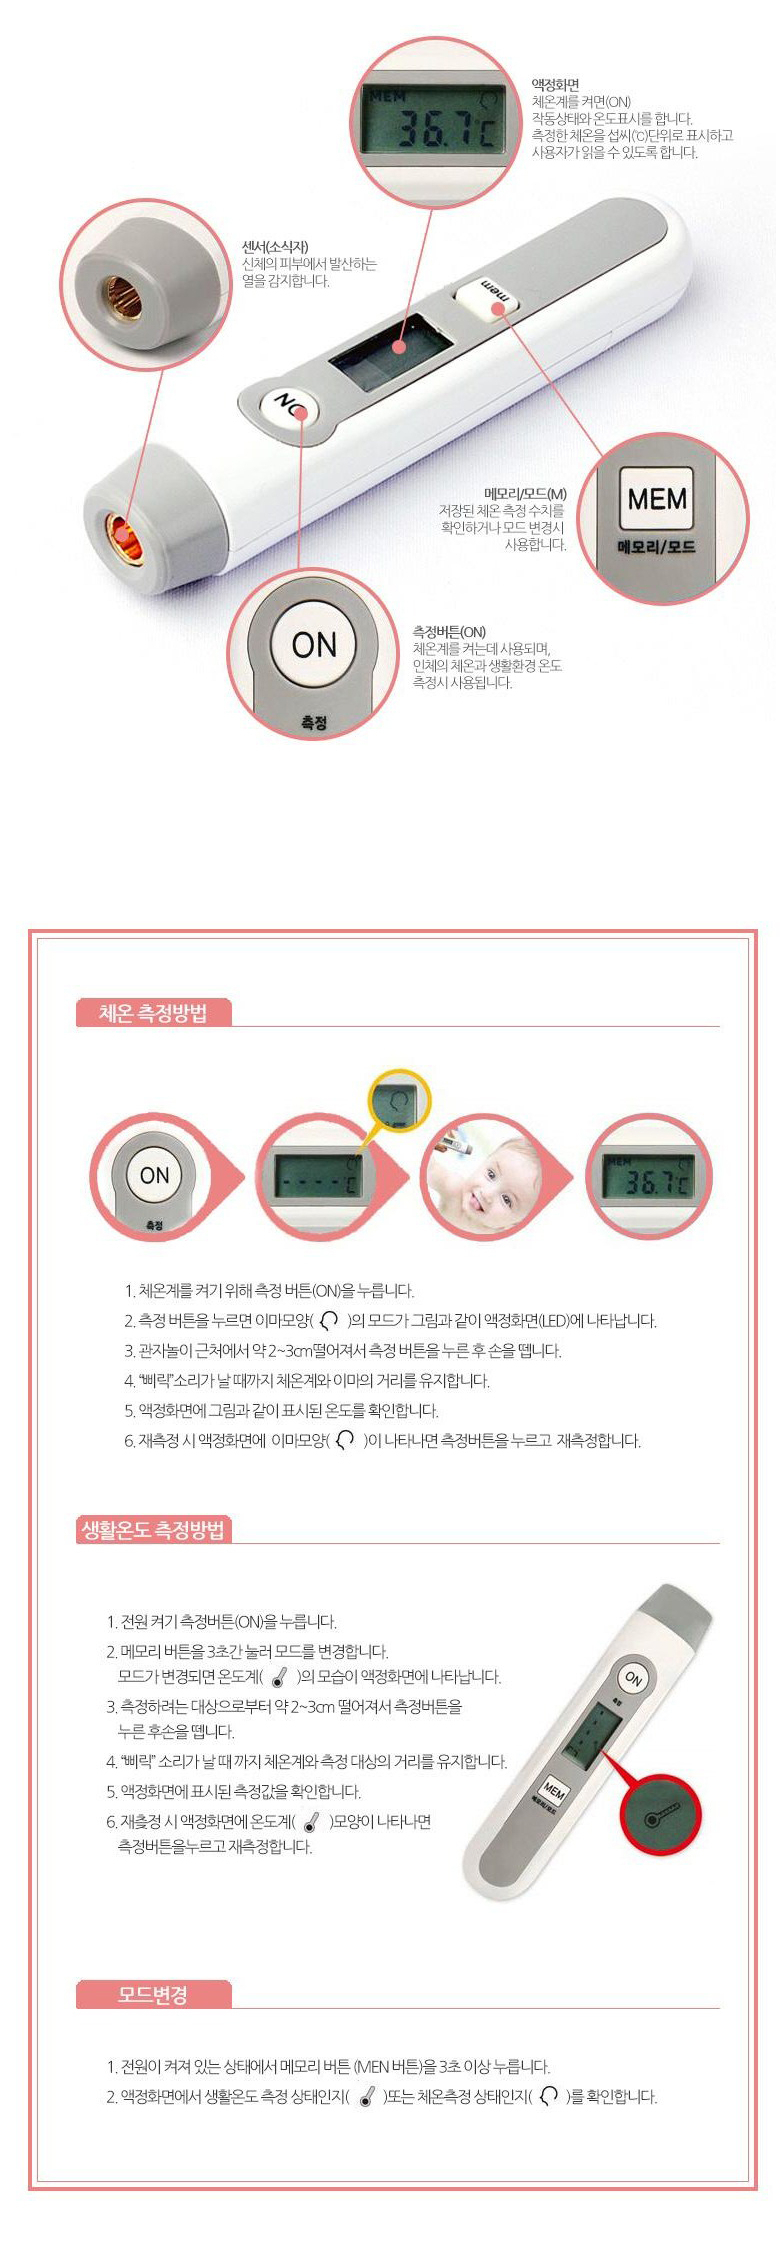 MEM
36.7℃
액정화면
체온계를 켜면(ON)
작동상태와 온도표시를 합니다.
측정한 체온을 섭씨(℃)단위로 표시하고
사용자가 읽을 수 있도록 합니다.
센서(소식자)
신체의 피부에서 발산하는
열을 감지합니다.
mem
ON
메모리/모드(M)
저장된 체온 측정 수치를
확인하거나 모드 변경시
사용합니다.
MEM
메모리/모드
ON
측정
측정버튼(ON)
체온계를 켜는데 사용되며,
인체의 체온과 생활환경 온도
측정시 사용됩니다.
체온 측정방법
ON
측정
- - - - ℃
MEM
36.7℃
1. 체온계를 켜기 위해 측정 버튼(ON)을 누릅니다.
2. 측정 버튼을 누르면 이마모양( )의 모드가 그림과 같이 액정화면(LED)에 나타납니다.
3. 관자놀이 근처에서 약 2~3cm떨어져서 측정 버튼을 누른 후 손을 뗍니다.
4. “삐릭”소리가 날 때까지 체온계와 이마의 거리를 유지합니다.
5. 액정화면에 그림과 같이 표시된 온도를 확인합니다.
6. 재측정 시 액정화면에 이마모양( )이 나타나면 측정버튼을 누르고 재측정합니다.
생활온도 측정방법
1. 전원 켜기 측정버튼(ON)을 누릅니다.
2. 메모리 버튼을 3초간 눌러 모드를 변경합니다.
모드가 변경되면 온도계( )의 모습이 액정화면에 나타납니다.
3. 측정하려는 대상으로부터 약 2~3cm 떨어져서 측정버튼을
누른 후손을 뗍니다.
4. “삐릭” 소리가 날 때 까지 체온계와 측정 대상의 거리를 유지합니다.
5. 액정화면에 표시된 측정값을 확인합니다.
6. 재측정 시 액정화면에 온도계( )모양이 나타나면
측정버튼을누르고 재측정합니다.
ON
측정
MEM
메모리/모드
모드변경
1. 전원이 켜져 있는 상태에서 메모리 버튼 (MEN 버튼)을 3초 이상 누릅니다.
2. 액정화면에서 생활온도 측정 상태인지( )또는 체온측정 상태인지( )를 확인합니다.